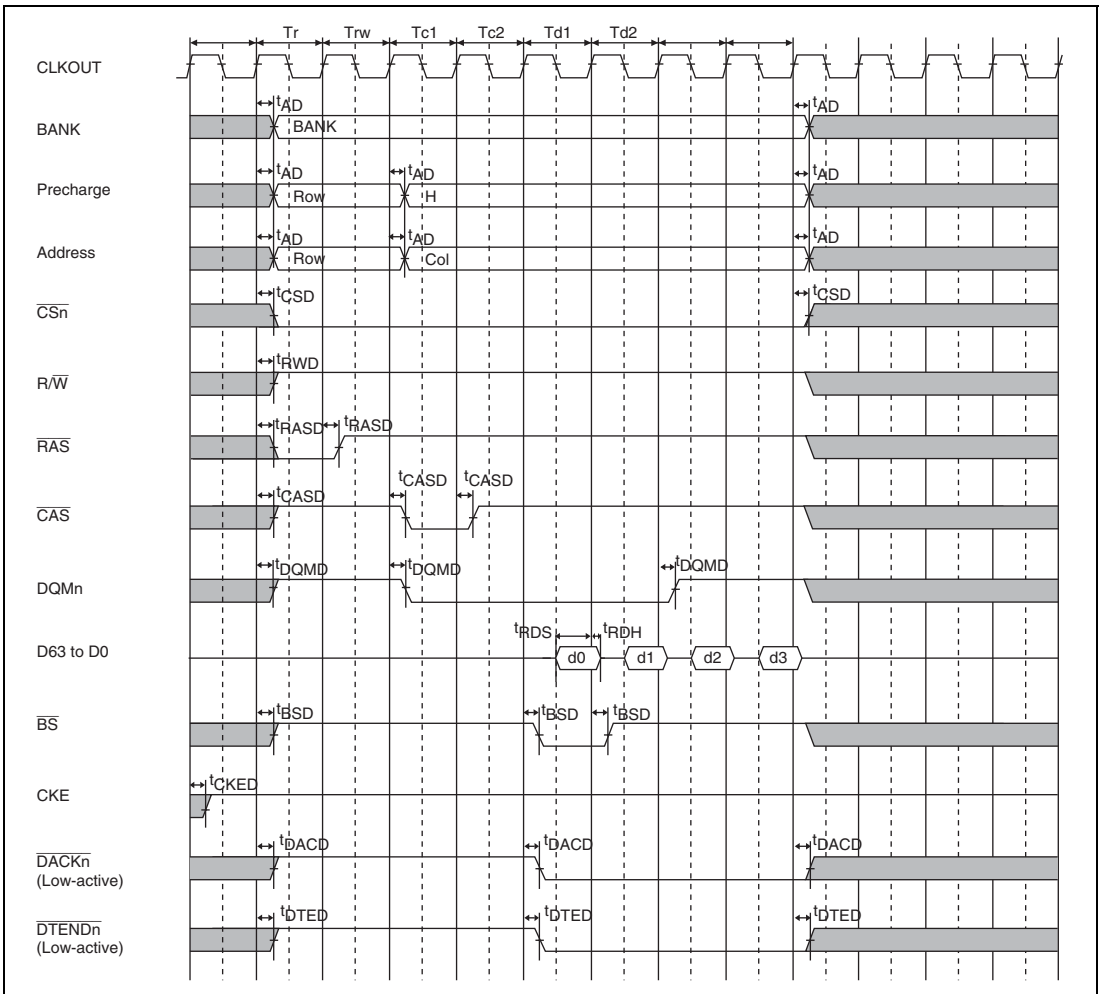 Tr Trw Tc1 Tc2 Td1 Td2
CLKOUT
tAD tAD
BANK BANK
tAD tAD tAD
Precharge Row H
tAD tAD tAD
Address Row Col
tCSD tCSD
CSn
tRWD
R/W
tRASD tRASD
RAS
tCASD tCASD tCASD
CAS
tDQMD tDQMD tDQMD
DQMn
tRDS tRDH
D63 to D0 d0 d1 d2 d3
tBSD tBSD tBSD
BS
tCKED
CKE
tDACD tDACD tDACD
DACKn
(Low-active)
tDTED tDTED tDTED
DTENDn
(Low-active)